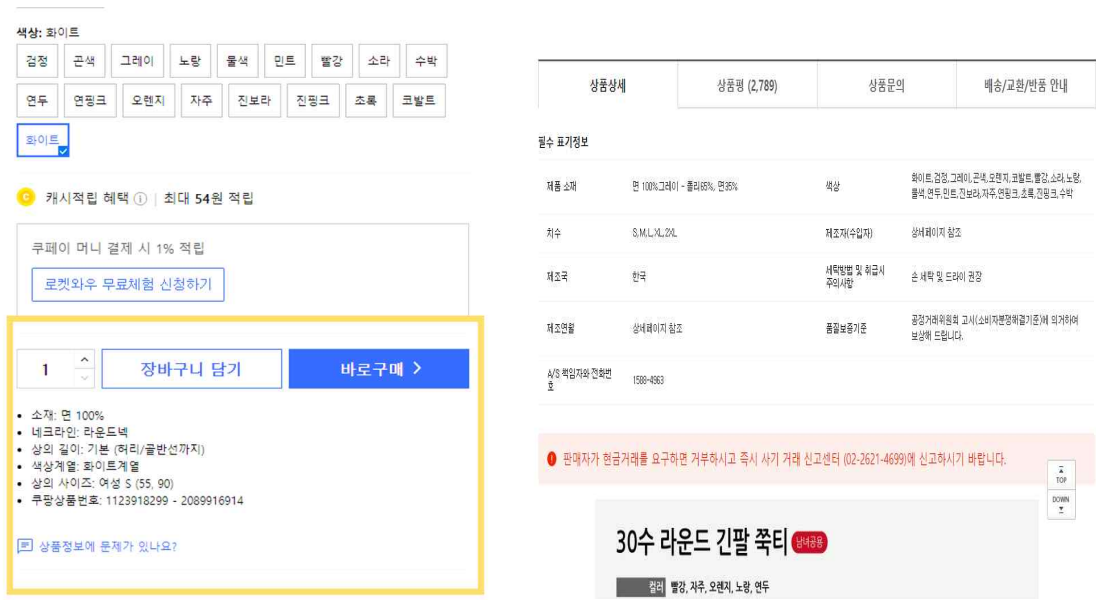 색상: 화이트
검정 곤색 그레이 노랑 물색 민트 빨강 소라 수박
연두 연핑크 오렌지 자주 진보라 진핑크 초록 코발트
화이트
캐시적립 혜택 | 최대 54원 적립
쿠페이 머니 결제 시 1% 적립
로켓와우 무료체험 신청하기
1 장바구니 담기 바로구매 >
• 소재: 면 100%
• 네크라인: 라운드넥
• 상의 길이: 기본 (허리/골반선까지)
• 색상계열: 화이트계열
• 상의 사이즈: 여성 S (55, 90)
• 쿠팡상품번호: 1123918299 - 2089916914
상품정보에 문제가 있나요?
상품상세 상품평 (2,789) 상품문의 배송/교환/반품 안내
필수 표기정보
제품 소재 면 100%그레이 - 폴리65%, 면35% 색상 화이트,검정,그레이,곤색,오렌지,코발트,빨강,소라,노랑,
물색,연두,민트,진보라,자주,연핑크,초록,진핑크,수박
치수 S,M,L,XL,2XL 제조자(수입자) 상세페이지 참조
제조국 한국 세탁방법 및 취급시
주의사항 손 세탁 및 드라이 권장
제조연월 상세페이지 참조 품질보증기준 공정거래위원회 고시(소비자분쟁해결기준)에 의거하여
보상해 드립니다.
A/S 책임자와 전화번
호 1588-4963
판매자가 현금거래를 요구하면 거부하시고 즉시 사기 거래 신고센터 (02-2621-4699)에 신고하시기 바랍니다.
TOP
DOWN
30수 라운드 긴팔 쭉티 남녀공용
컬러 빨강, 자주, 오렌지, 노랑, 연두